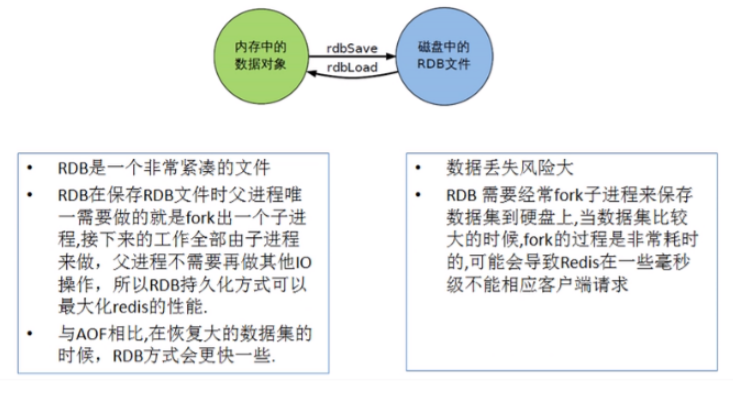 内存中的
数据对象
rdbSave
rdbLoad
磁盘中的
RDB文件
• RDB是一个非常紧凑的文件
• RDB在保存RDB文件时父进程唯
一需要做的就是fork出一个子进
程,接下来的工作全部由子进程
来做，父进程不需要再做其他IO
操作，所以RDB持久化方式可以
最大化redis的性能.
• 与AOF相比,在恢复大的数据集的
时候，RDB方式会更快一些.
• 数据丢失风险大
• RDB 需要经常fork子进程来保存
数据集到硬盘上,当数据集比较
大的时候,fork的过程是非常耗时
的,可能会导致Redis在一些毫秒
级不能相应客户端请求